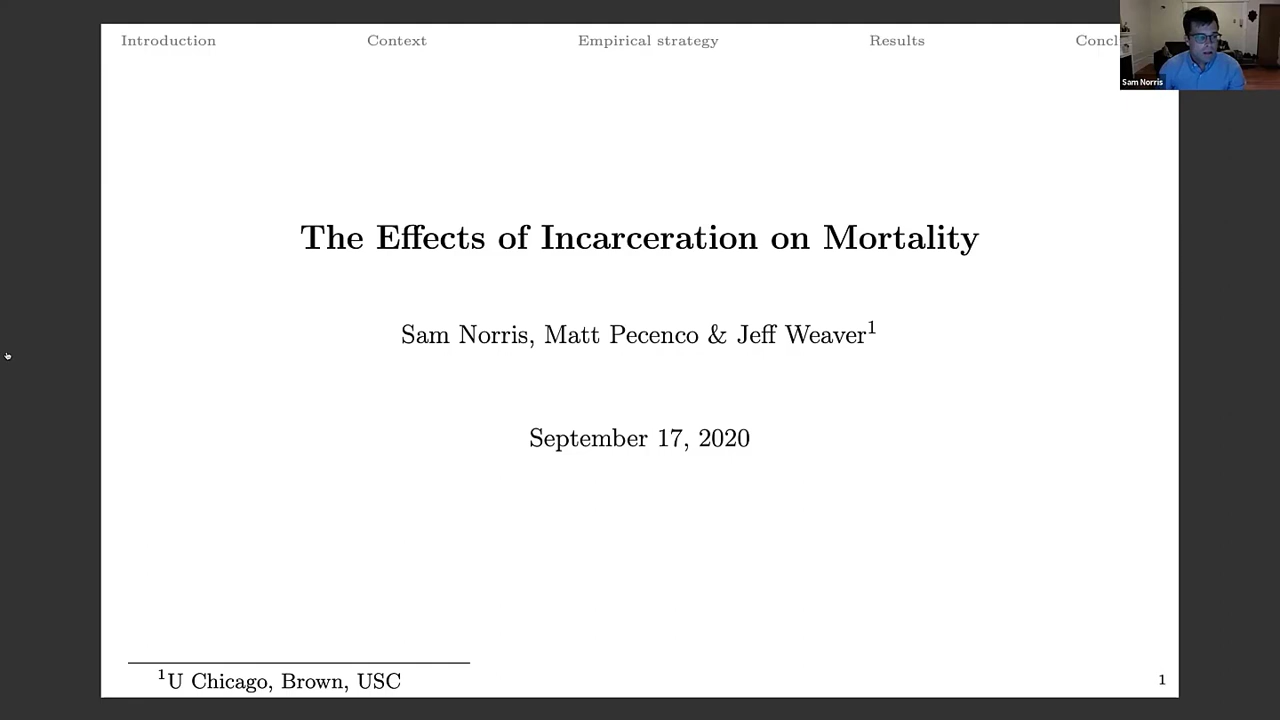 Introduction Context Empirical strategy Results Concl
Sam Norris
The Effects of Incarceration on Mortality
Sam Norris, Matt Pecenco & Jeff Weaver¹
September 17, 2020
¹U Chicago, Brown, USC
1